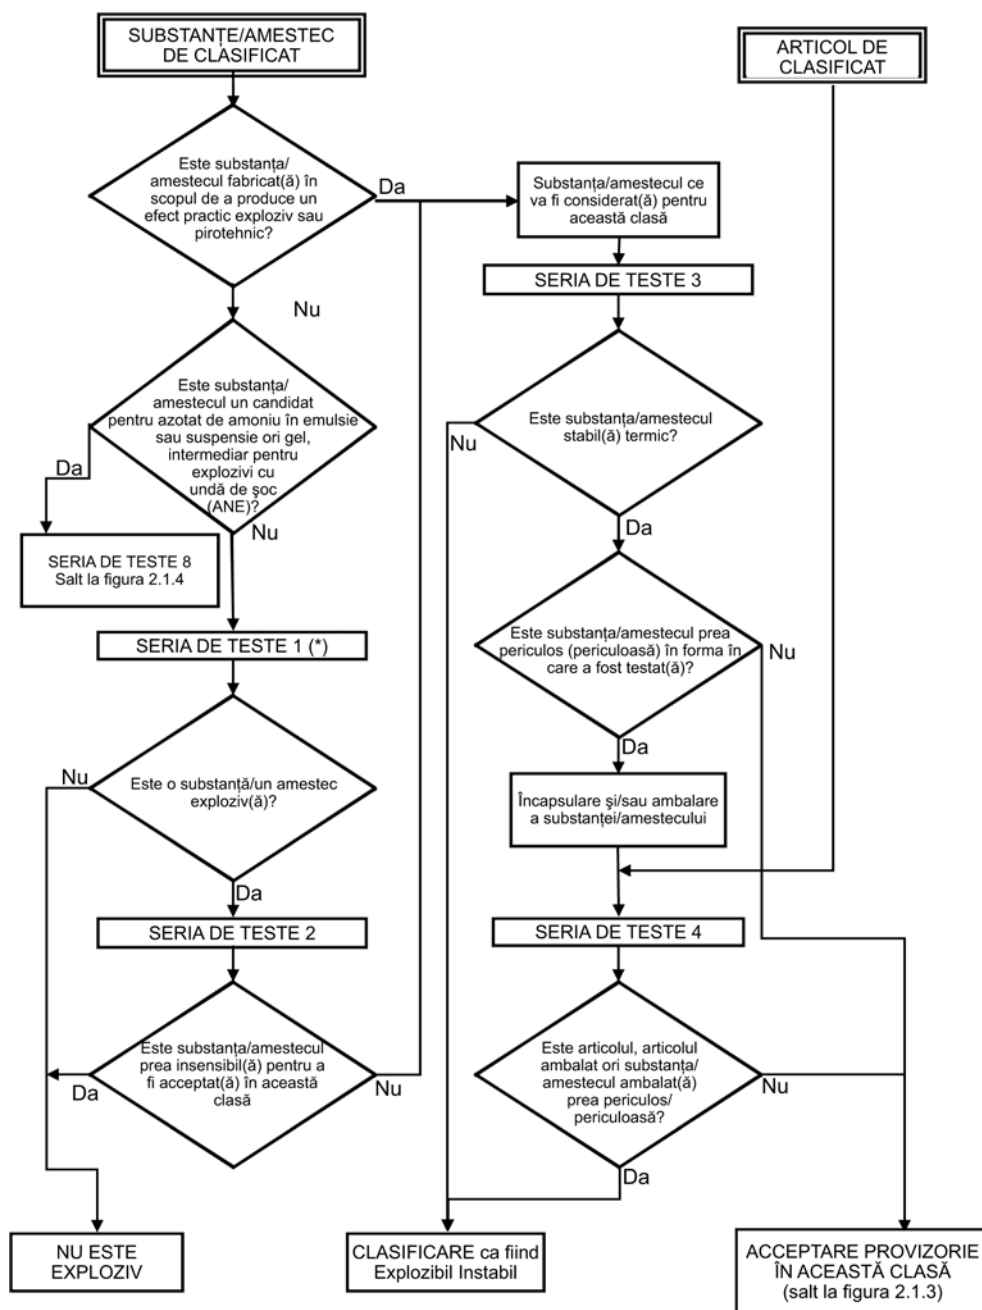 SUBSTANȚE/AMESTEC
DE CLASIFICAT
ARTICOL DE
CLASIFICAT
Este substanța/
amestecul fabricat(ă) în
scopul de a produce un
efect practic exploziv sau
pirotehnic?
Da
Substanța/amestecul ce
va fi considerat(ă) pentru
această clasă
SERIA DE TESTE 3
Nu
Este substanța/
amestecul un candidat
pentru azotat de amoniu în emulsie
sau suspensie ori gel,
intermediar pentru
explozivi cu
undă de șoc
(ANE)?
Da
Nu
Este substanța/amestecul
stabil(ă) termic?
Nu
Da
SERIA DE TESTE 8
Salt la figura 2.1.4
SERIA DE TESTE 1 (*)
Este substanța/amestecul prea
periculos (periculoasă) în forma în
care a fost testat(ă)?
Nu
Da
Nu
Este o substanță/un amestec
exploziv(ă)?
Da
Încapsulare și/sau ambalare
a substanței/amestecului
SERIA DE TESTE 2
SERIA DE TESTE 4
Este substanța/amestecul
prea insensibil(ă) pentru a
fi acceptat(ă) în această
clasă
Da
Nu
Este articolul, articolul
ambalat ori substanța/
amestecul ambalat(ă)
prea periculos/
periculoasă?
Nu
Da
NU ESTE
EXPLOZIV
CLASIFICARE ca fiind
Explozibil Instabil
ACCEPTARE PROVIZORIE
ÎN ACEASTĂ CLASĂ
(salt la figura 2.1.3)